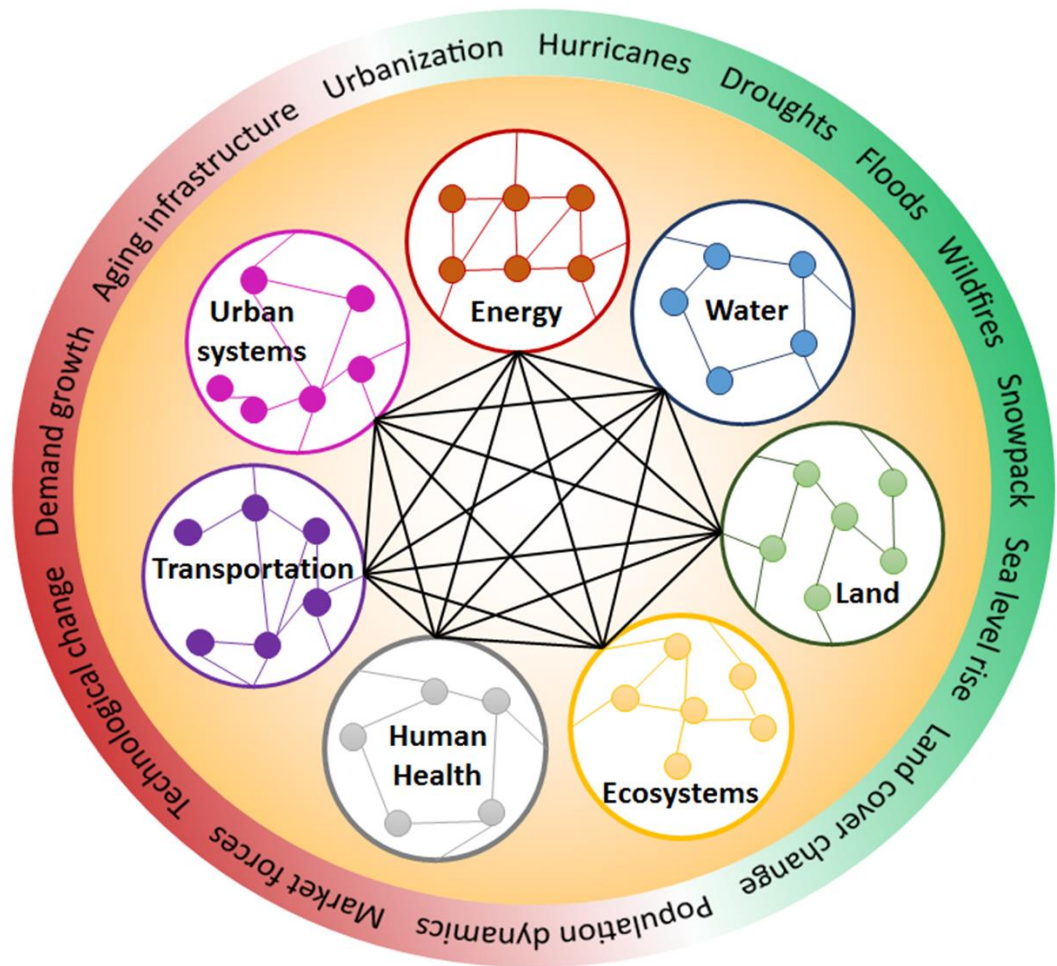 Urbanization
Hurricanes
Droughts
Floods
Wildfires
Snowpack
Sea level rise
Land cover change
Population dynamics
Market forces
Technological change
Demand growth
Aging infrastructure
Energy
Water
Land
Ecosystems
Human
Health
Transportation
Urban
systems